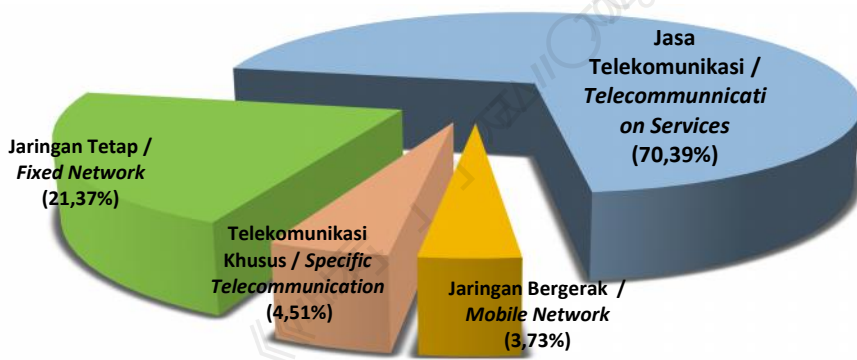 Jasa
Telekomunikasi /
Telecommunnicati
on Services
(70,39%)
Jaringan Tetap /
Fixed Network
(21,37%)
Telekomunikasi
Khusus / Specific
Telecommunication
(4,51%)
Jaringan Bergerak /
Mobile Network
(3,73%)